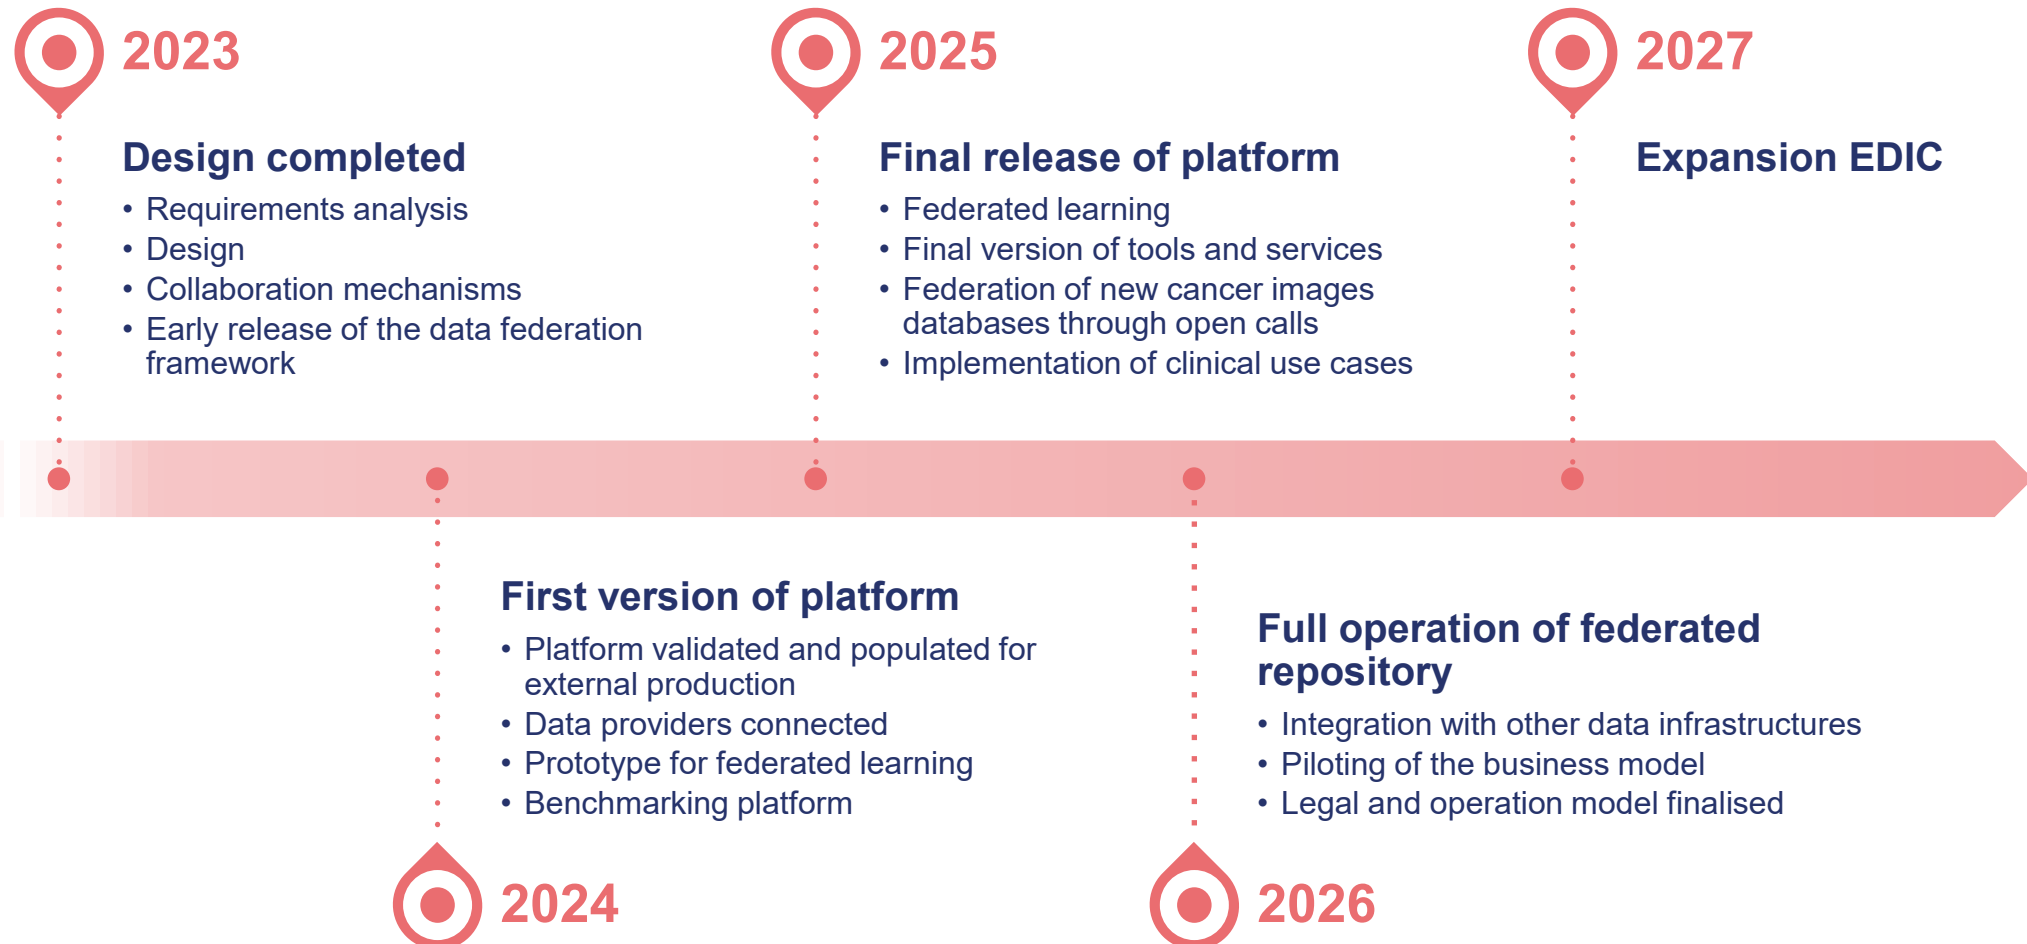 2023
Design completed
• Requirements analysis
• Design
• Collaboration mechanisms
• Early release of the data federation
framework
2025
Final release of platform
• Federated learning
• Final version of tools and services
• Federation of new cancer images
databases through open calls
• Implementation of clinical use cases
2027
Expansion EDIC
First version of platform
• Platform validated and populated for
external production
• Data providers connected
• Prototype for federated learning
• Benchmarking platform
2024
Full operation of federated
repository
• Integration with other data infrastructures
• Piloting of the business model
• Legal and operation model finalised
2026